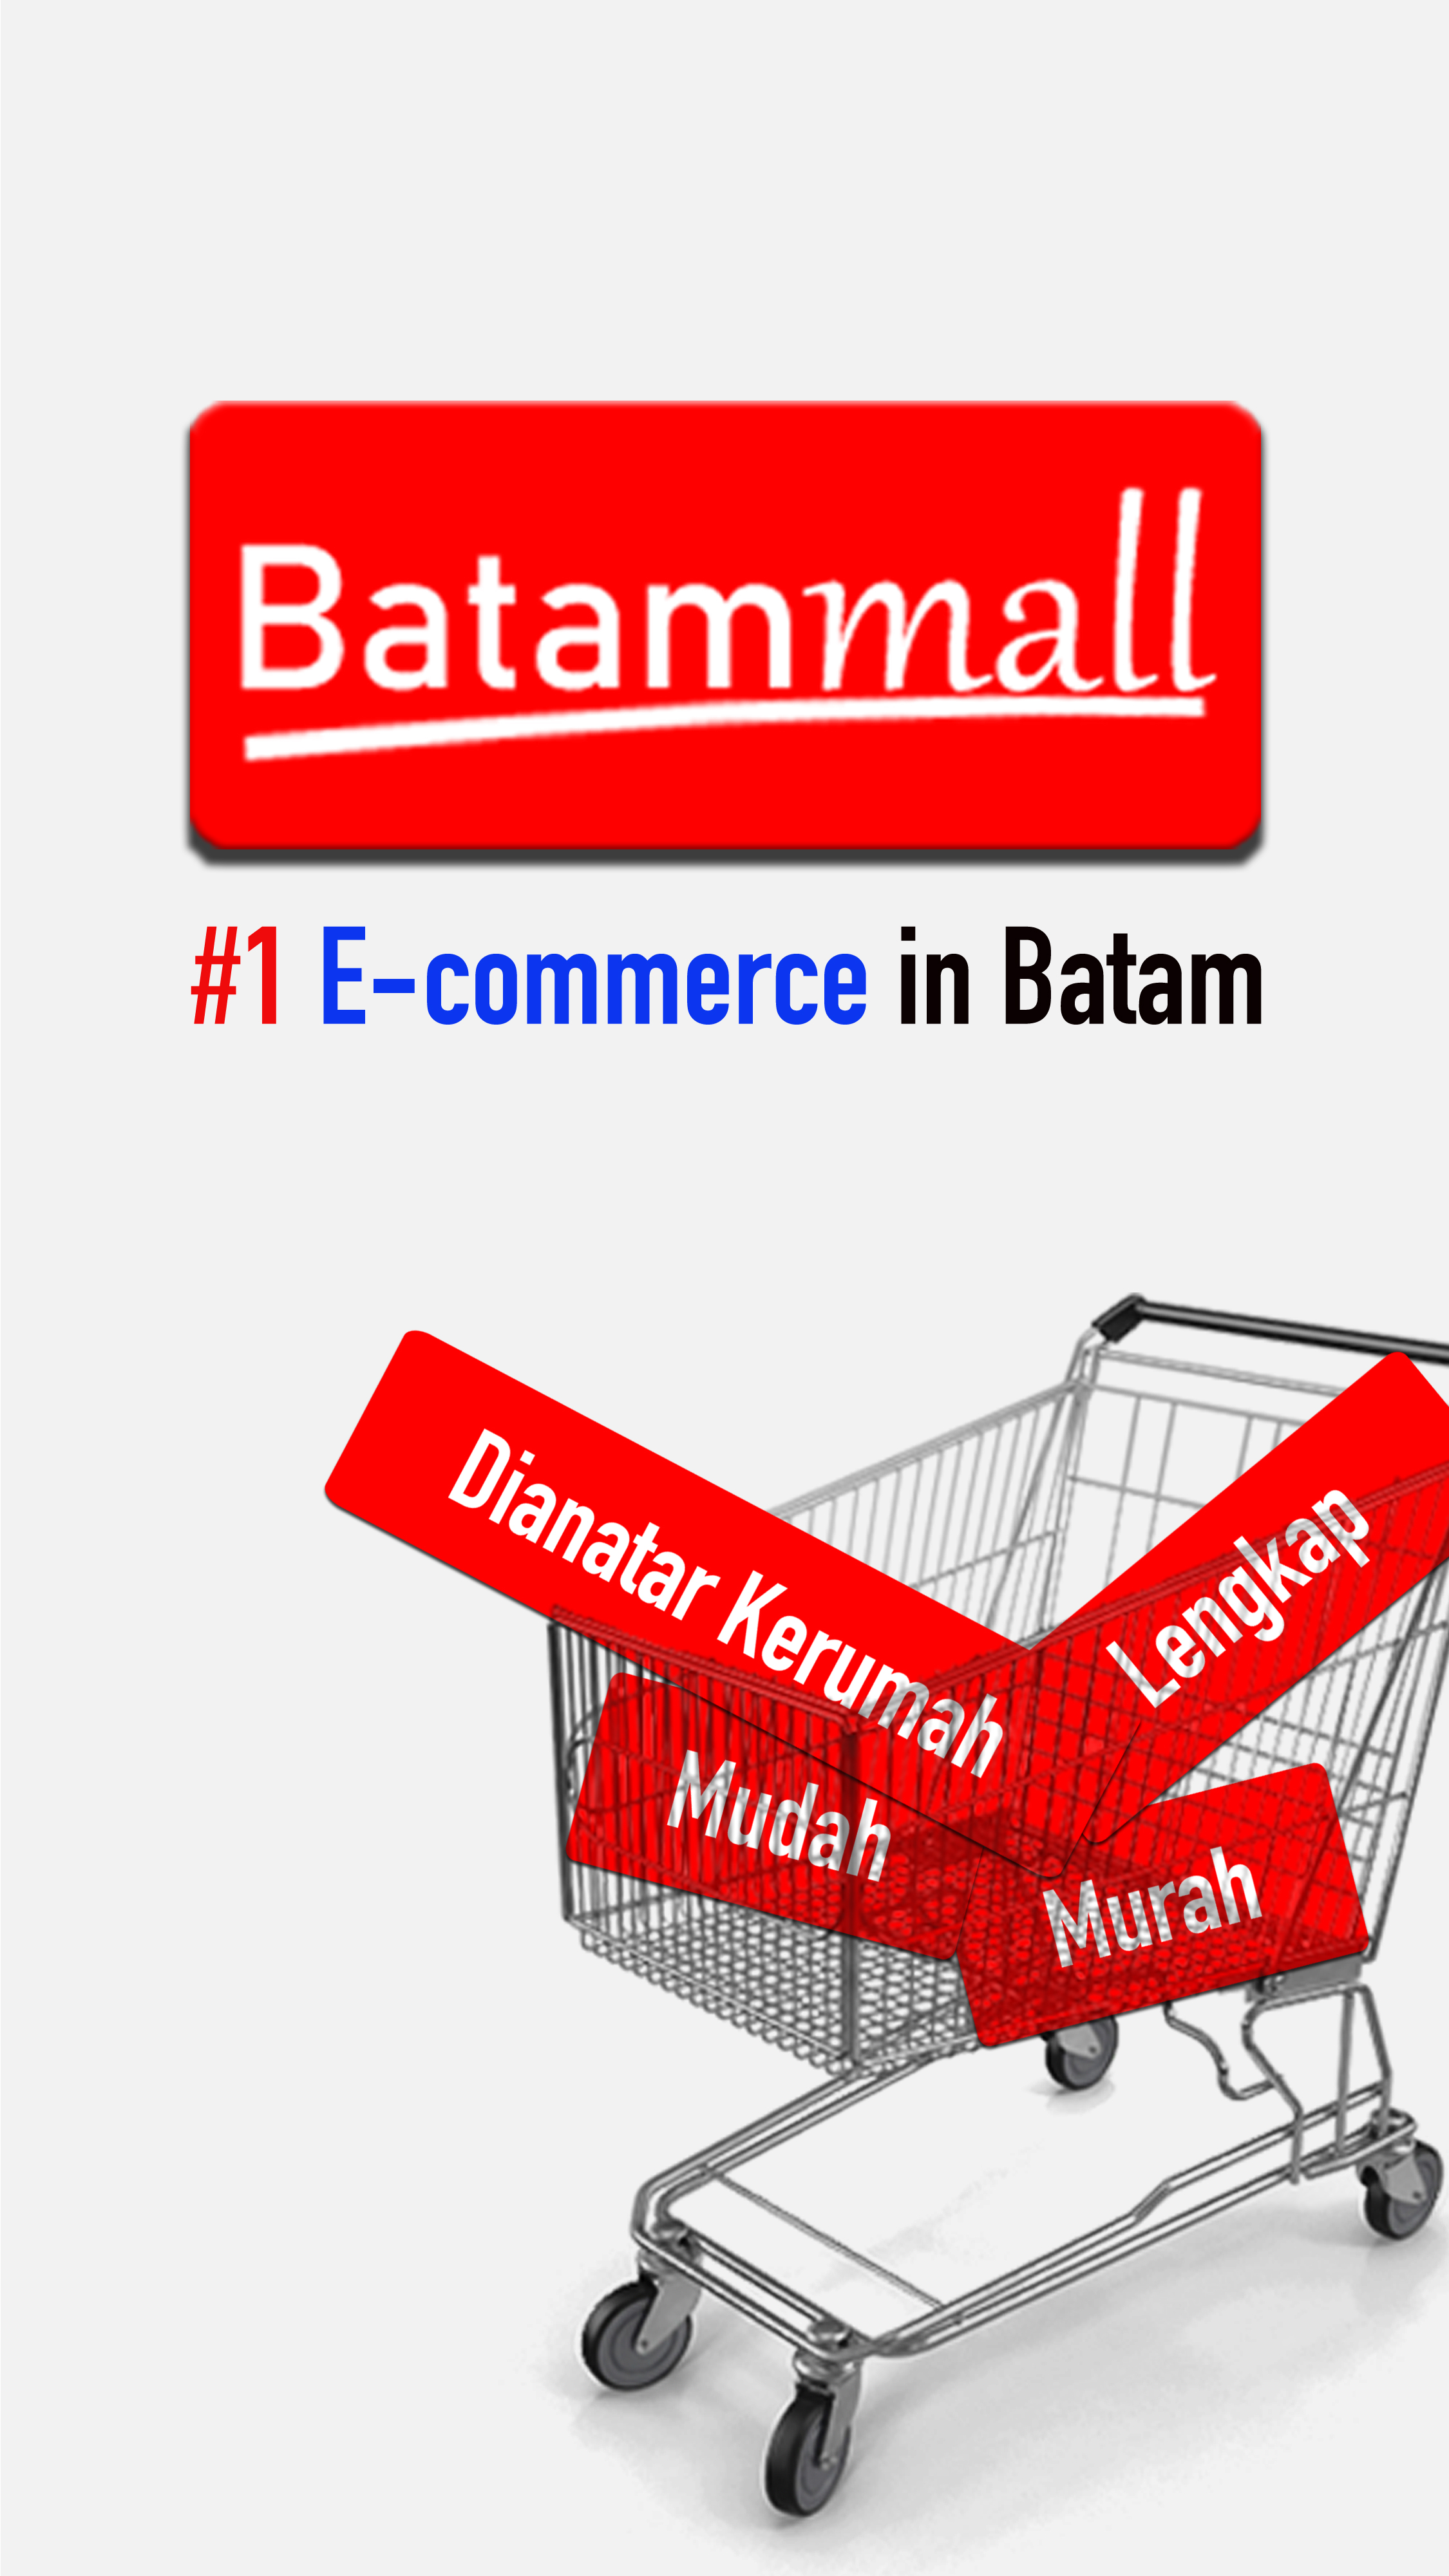 Batammall
#1 E-commerce in Batam
Dianatar Kerumah
Lengkap
Mudah
Murah